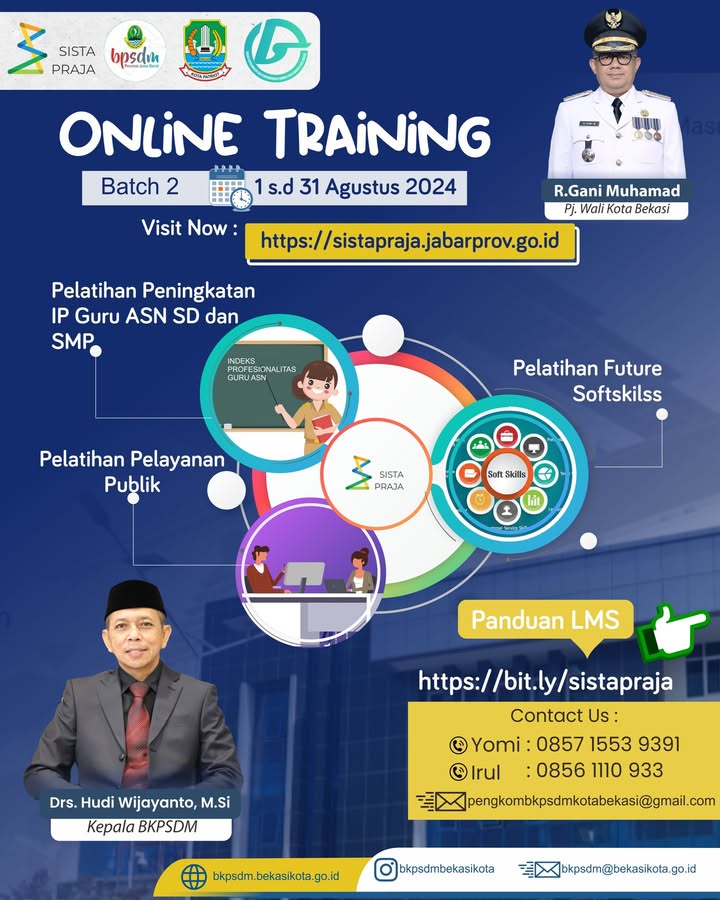 SISTA
PRAJA
bpsdm
Provinsi Jawa Barat
KOTA PATRIOT
ONLINE TRAINING
Batch 2
1 s.d 31 Agustus 2024
R.Gani Muhamad
Pj. Wali Kota Bekasi
Visit Now :
https://sistapraja.jabarprov.go.id
Pelatihan Peningkatan
IP Guru ASN SD dan
SMP
INDEKS
PROFESIONALITAS
GURU ASN
Pelatihan Future
Softskilss
Pelatihan Pelayanan
Publik
SISTA
PRAJA
Soft Skills
Panduan LMS
https://bit.ly/sistapraja
Contact Us :
Yomi : 0857 1553 9391
Irul : 0856 1110 933
pengkombkpsdmkotabekasi@gmail.com
Drs. Hudi Wijayanto, M.Si
Kepala BKPSDM
bkpsdm.bekasikota.go.id
bkpsdmbekasikota
bkpsdm@bekasikota.go.id